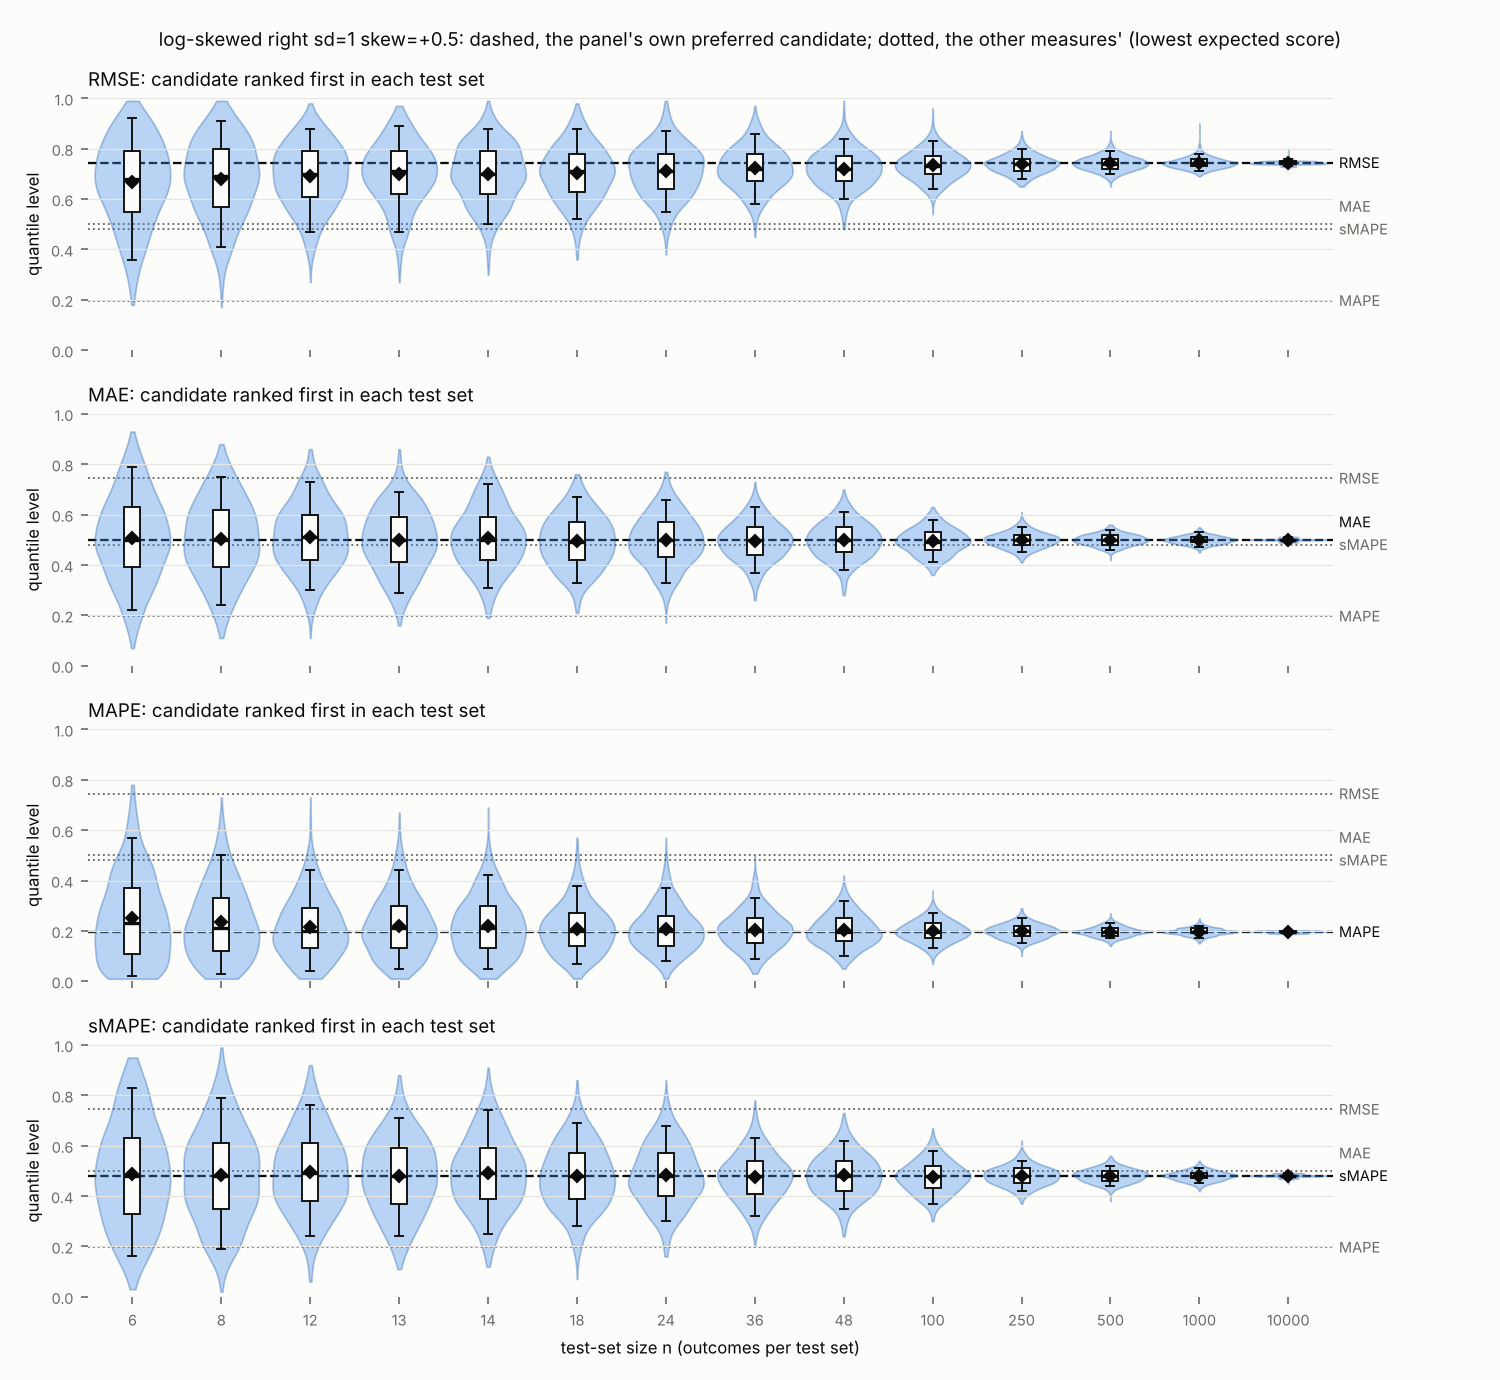 log-skewed right sd=1 skew=+0.5: dashed, the panel's own preferred candidate; dotted, the other measures' (lowest expected score)
RMSE: candidate ranked first in each test set
quantile level
1.0
0.8
0.6
0.4
0.2
0.0
RMSE
MAE
sMAPE
MAPE
MAE: candidate ranked first in each test set
quantile level
1.0
0.8
0.6
0.4
0.2
0.0
RMSE
MAE
sMAPE
MAPE
MAPE: candidate ranked first in each test set
quantile level
1.0
0.8
0.6
0.4
0.2
0.0
RMSE
MAE
sMAPE
MAPE
sMAPE: candidate ranked first in each test set
quantile level
1.0
0.8
0.6
0.4
0.2
0.0
RMSE
MAE
sMAPE
MAPE
6 8 12 13 14 18 24 36 48 100 250 500 1000 10000
test-set size n (outcomes per test set)